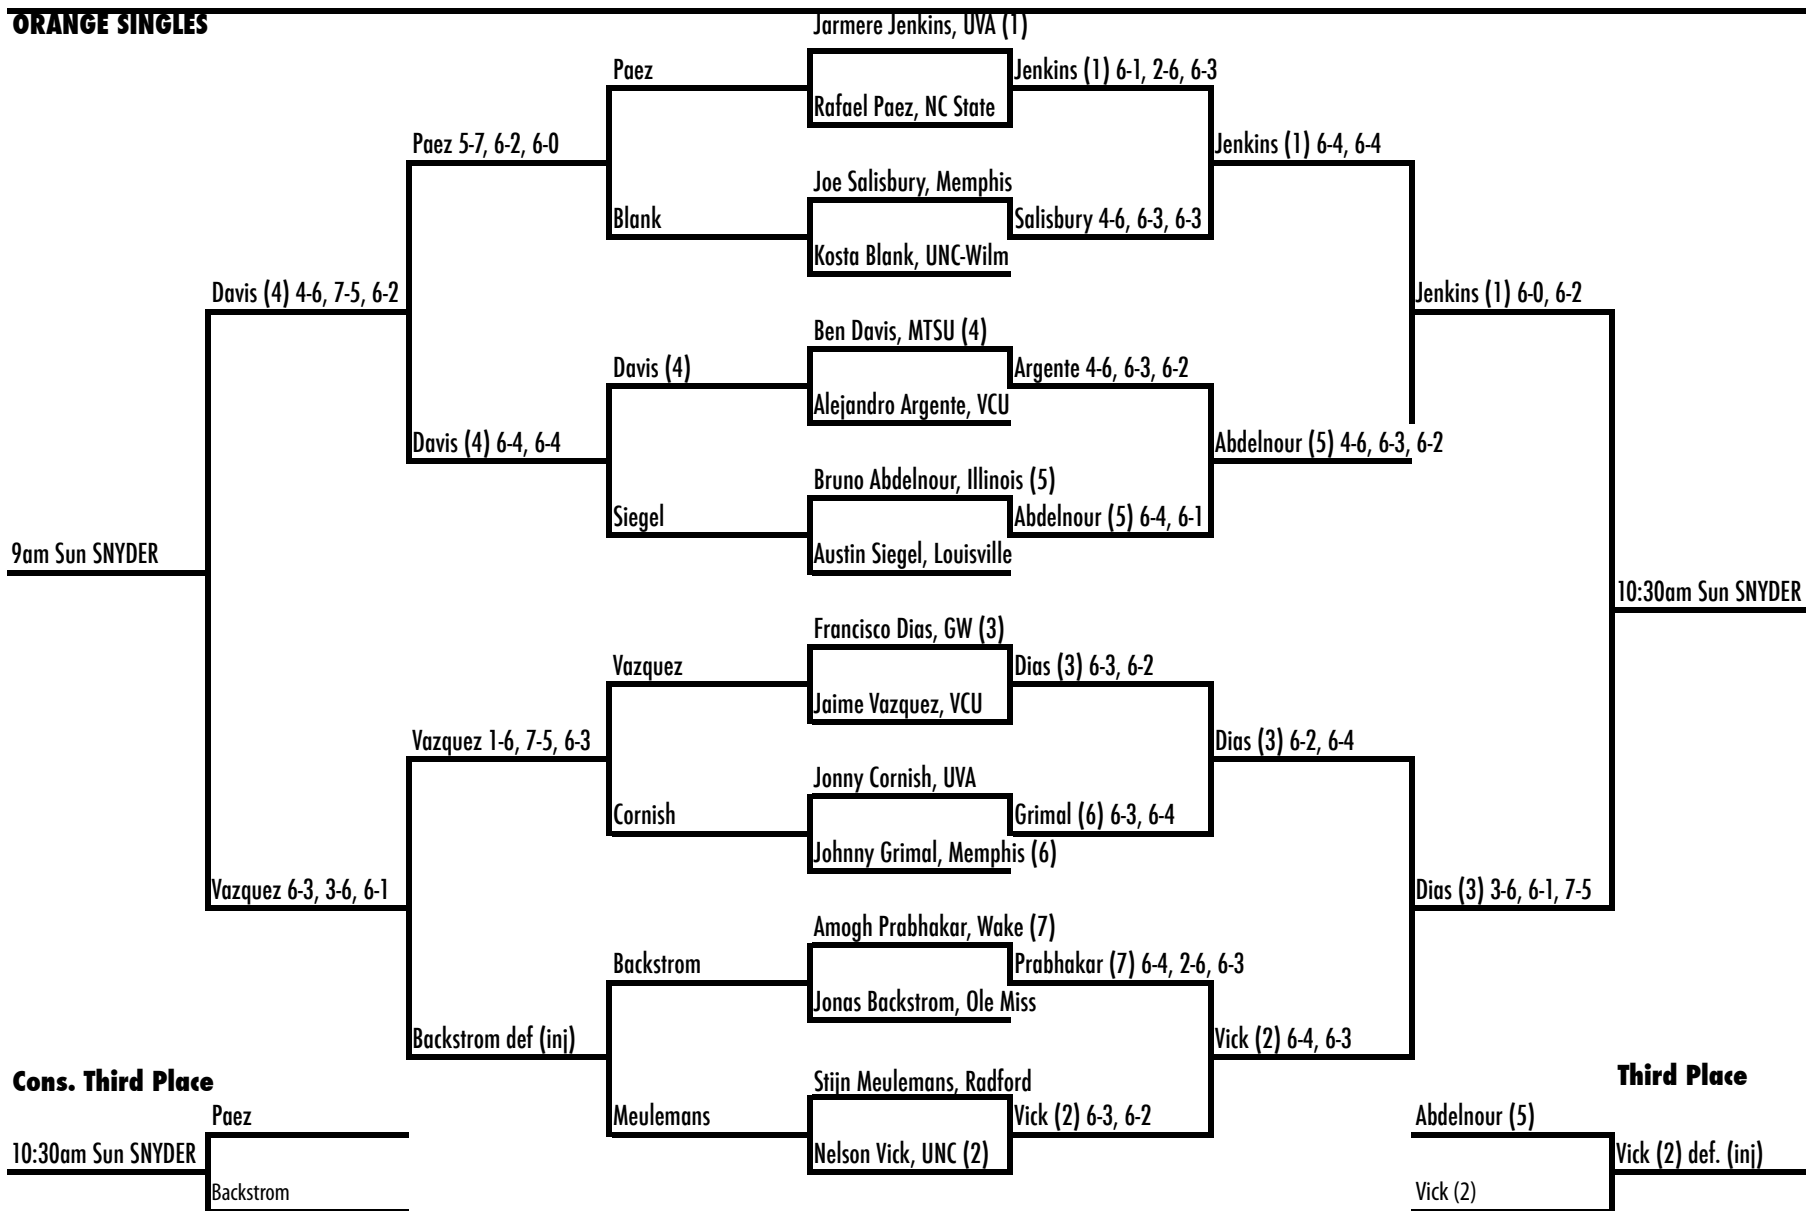 ORANGE SINGLES
Jarmere Jenkins, UVA (1)
Paez
Jenkins (1) 6-1, 2-6, 6-3
Rafael Paez, NC State
Paez 5-7, 6-2, 6-0
Jenkins (1) 6-4, 6-4
Joe Salisbury, Memphis
Blank
Salisbury 4-6, 6-3, 6-3
Kosta Blank, UNC-Wilm
Davis (4) 4-6, 7-5, 6-2
Jenkins (1) 6-0, 6-2
Ben Davis, MTSU (4)
Davis (4)
Argente 4-6, 6-3, 6-2
Alejandro Argente, VCU
Davis (4) 6-4, 6-4
Abdelnour (5) 4-6, 6-3, 6-2
Bruno Abdelnour, Illinois (5)
Siegel
Abdelnour (5) 6-4, 6-1
Austin Siegel, Louisville
9am Sun SNYDER
10:30am Sun SNYDER
Francisco Dias, GW (3)
Vazquez
Dias (3) 6-3, 6-2
Jaime Vazquez, VCU
Vazquez 1-6, 7-5, 6-3
Dias (3) 6-2, 6-4
Jonny Cornish, UVA
Cornish
Grimal (6) 6-3, 6-4
Johnny Grimal, Memphis (6)
Vazquez 6-3, 3-6, 6-1
Dias (3) 3-6, 6-1, 7-5
Amogh Prabhakar, Wake (7)
Backstrom
Prabhakar (7) 6-4, 2-6, 6-3
Jonas Backstrom, Ole Miss
Backstrom def (inj)
Vick (2) 6-4, 6-3
Cons. Third Place
Stijn Meulemans, Radford
Third Place
Paez
Meulemans
Vick (2) 6-3, 6-2
Abdelnour (5)
10:30am Sun SNYDER
Nelson Vick, UNC (2)
Vick (2) def. (inj)
Backstrom
Vick (2)